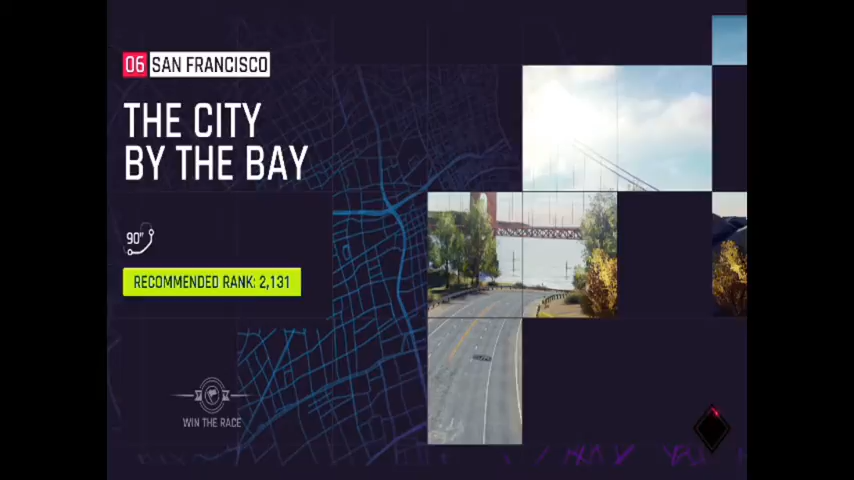 06 SAN FRANCISCO
THE CITY
BY THE BAY
90"
RECOMMENDED RANK: 2,131
WIN THE RACE